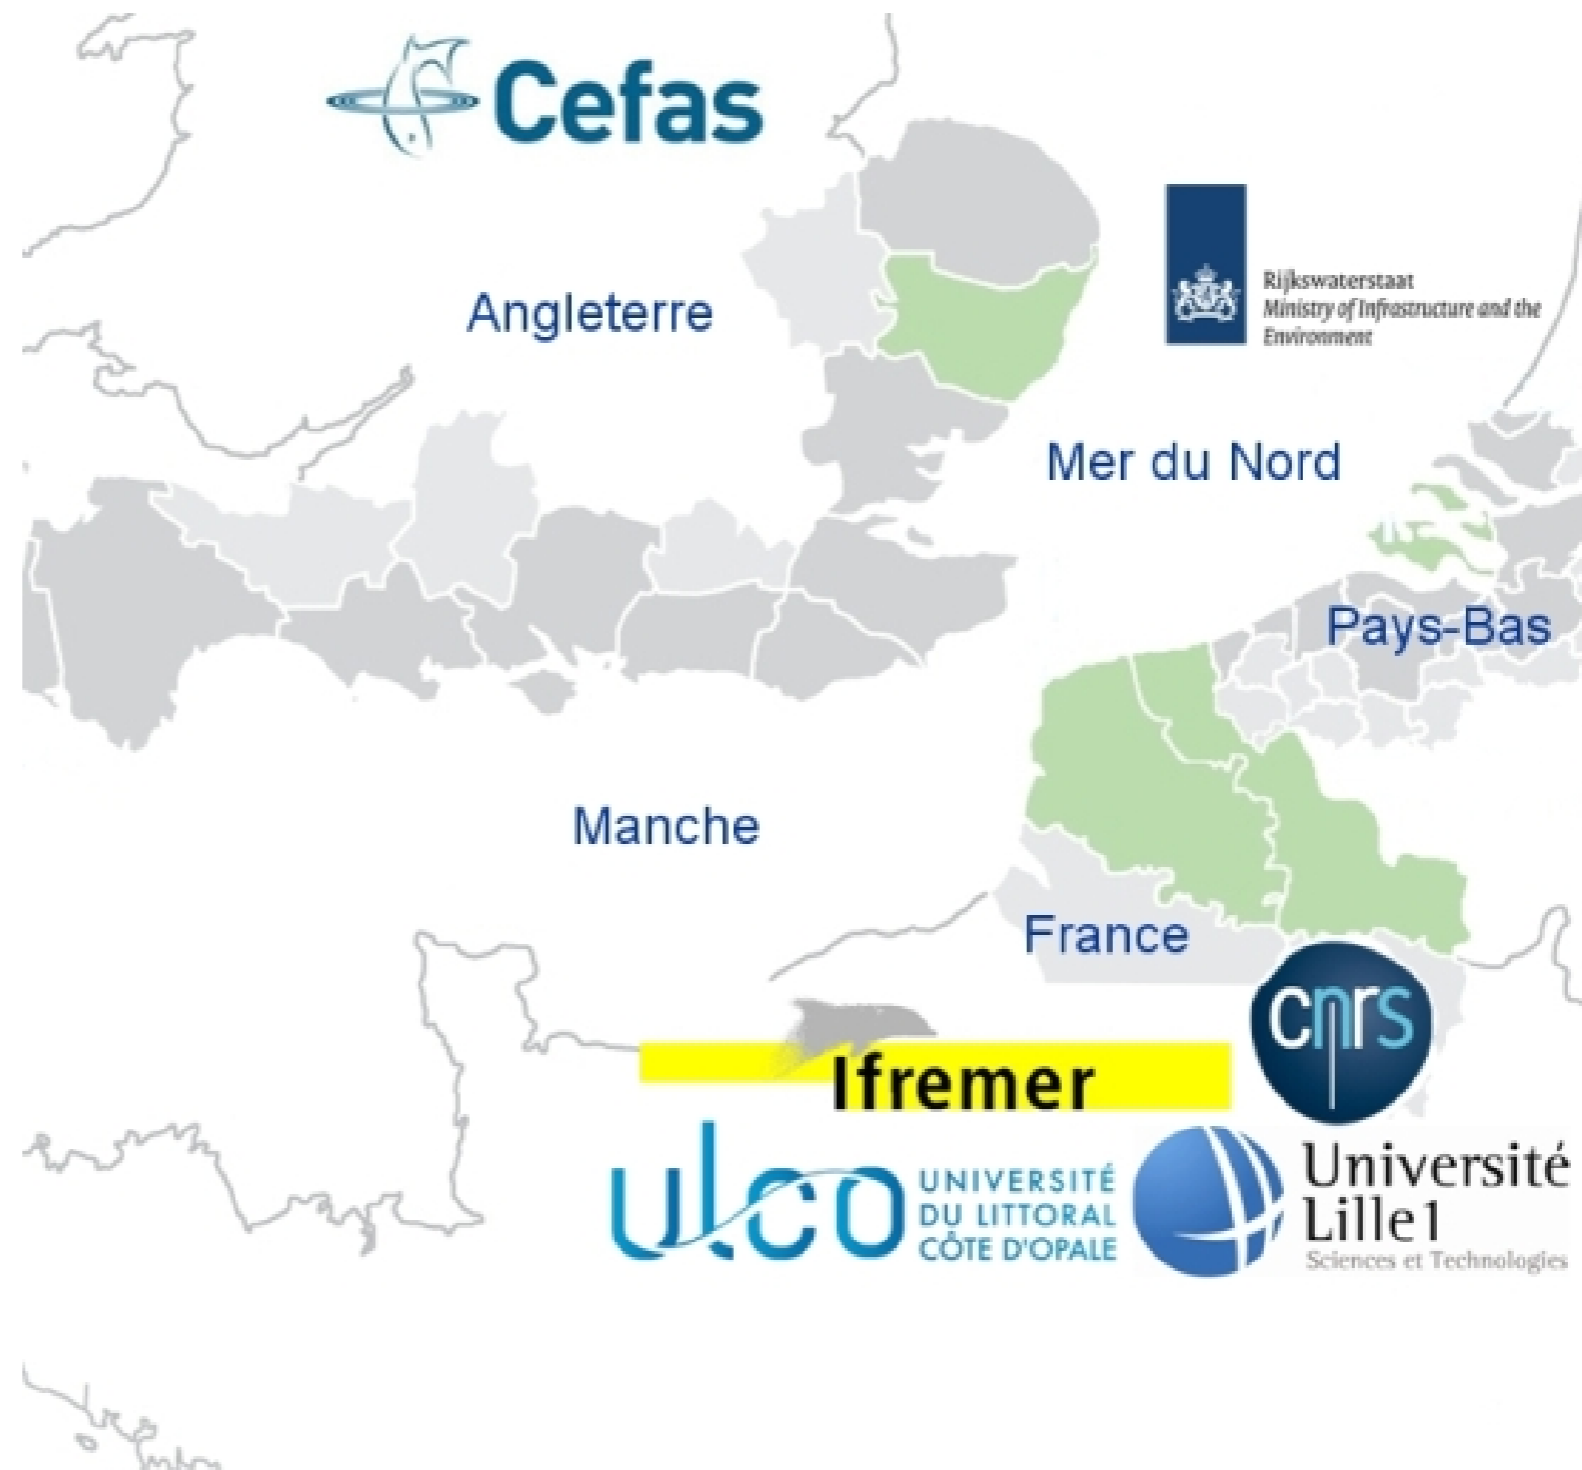 Cefas
Angleterre
Rijkswaterstaat
Ministry of Infrastructure and the
Environment
Mer du Nord
Pays-Bas
Manche
France
cnrs
Ifremer
ulco
UNIVERSITÉ
DU LITTORAL
CÔTE D'OPALE
Université
Lille1
Sciences et Technologies